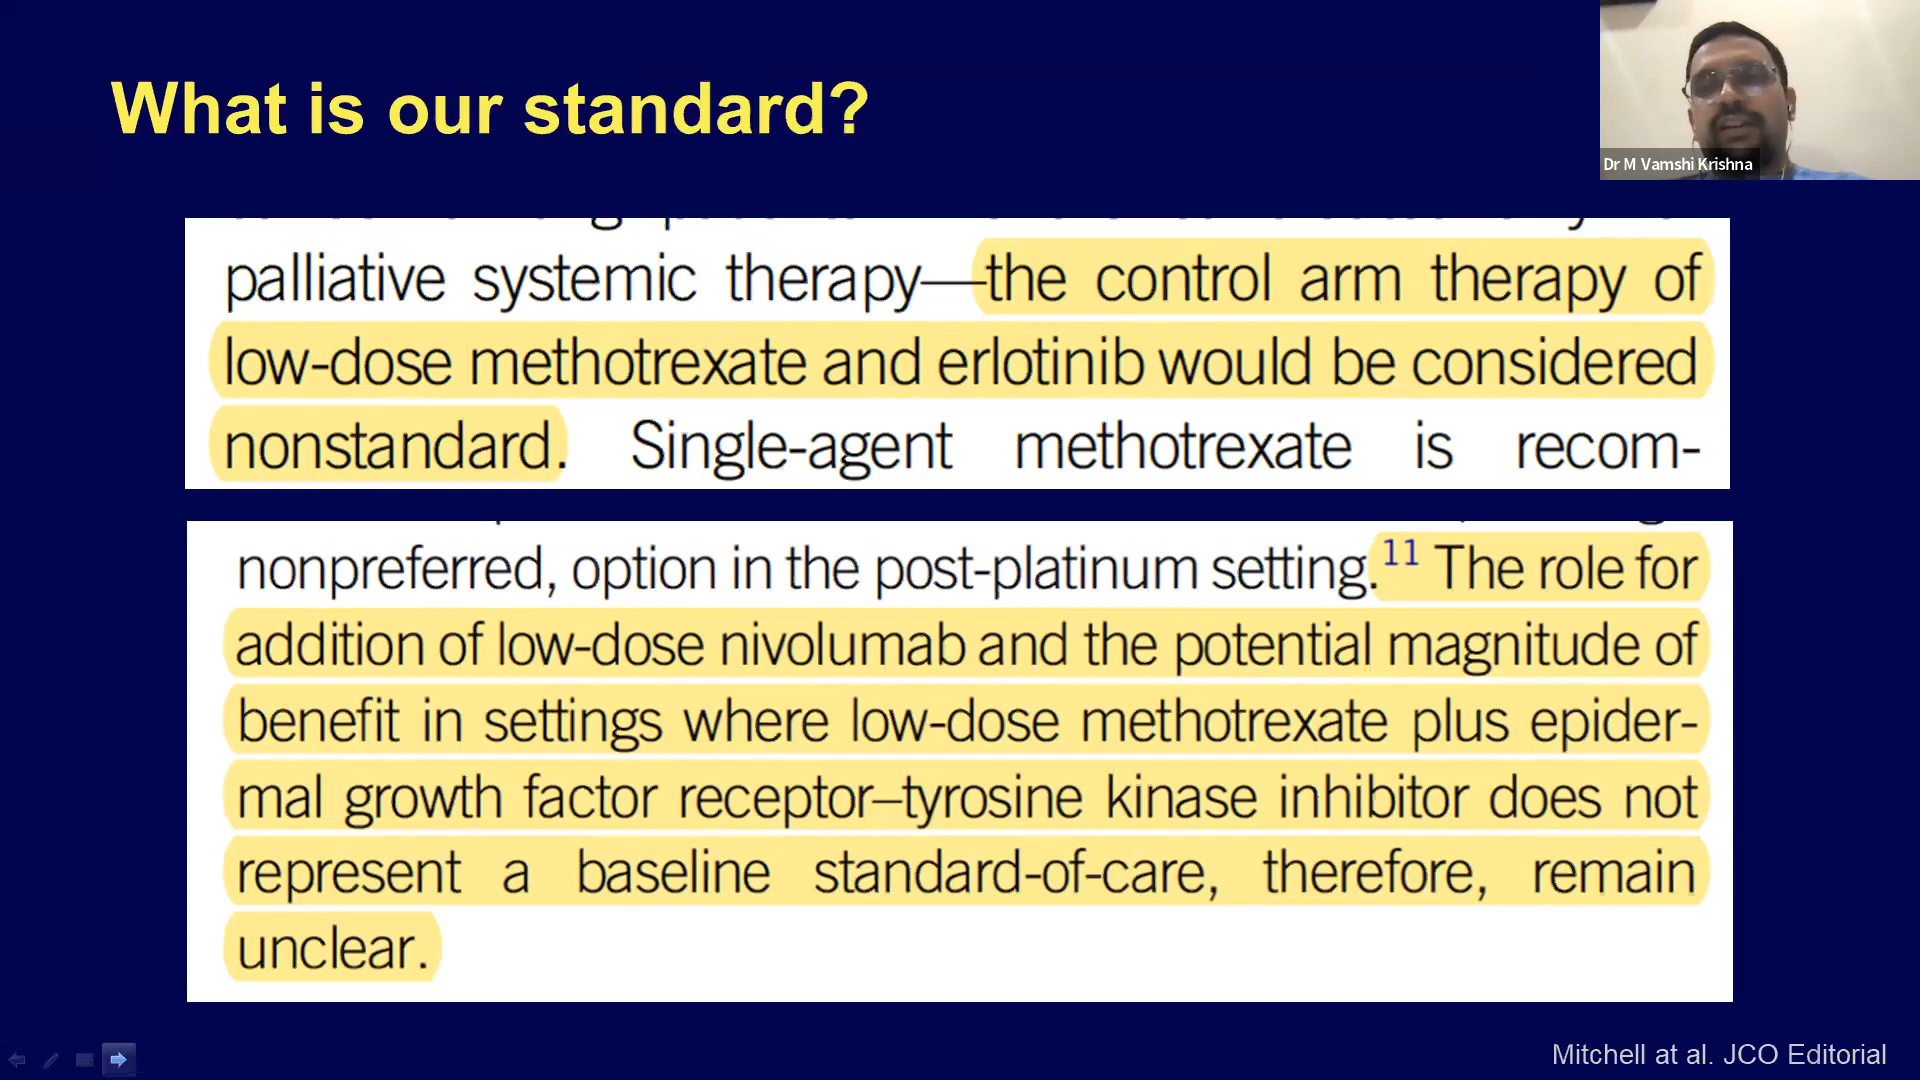 What is our standard?
Dr M Vamshi Krishna
palliative systemic therapy—the control arm therapy of
low-dose methotrexate and erlotinib would be considered
nonstandard. Single-agent methotrexate is recom-
nonpreferred, option in the post-platinum setting.11 The role for
addition of low-dose nivolumab and the potential magnitude of
benefit in settings where low-dose methotrexate plus epider-
mal growth factor receptor–tyrosine kinase inhibitor does not
represent a baseline standard-of-care, therefore, remain
unclear.
Mitchell at al. JCO Editorial